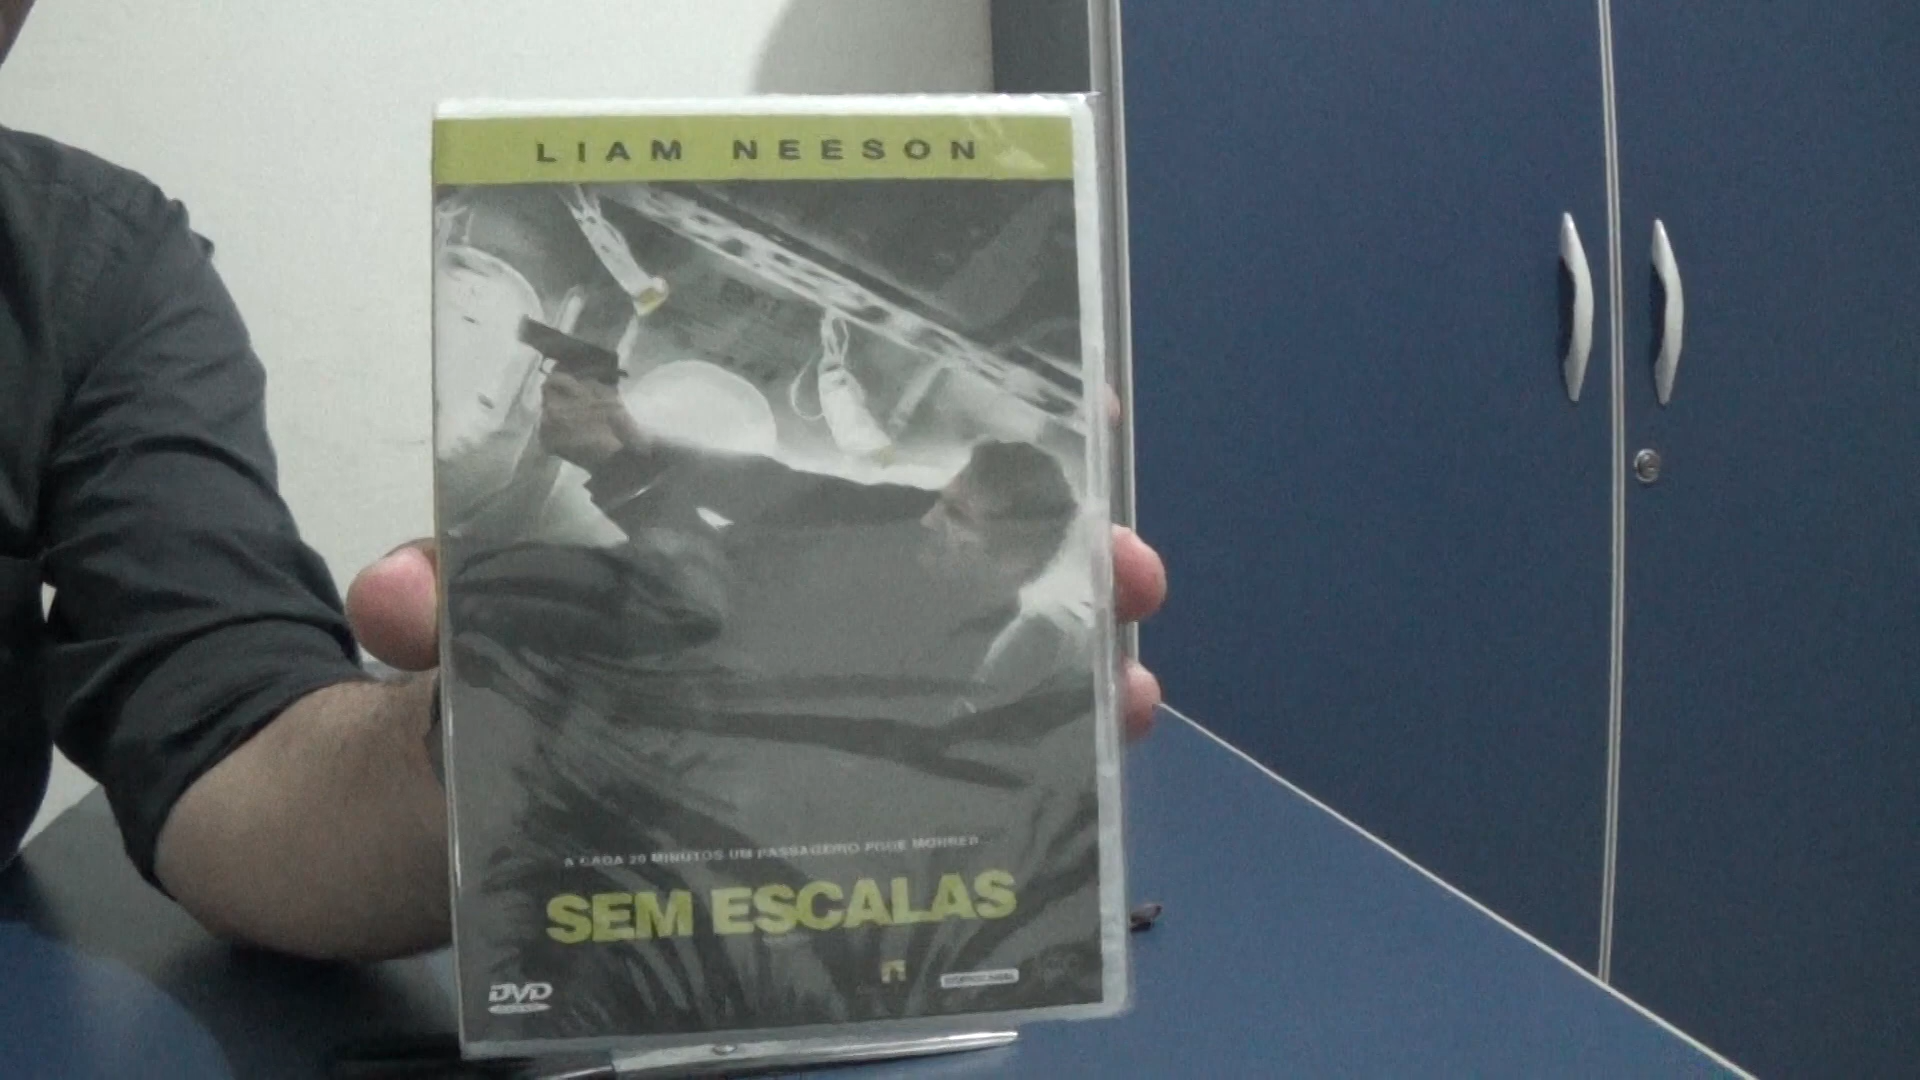 LIAM NEESON
A CADA 20 MINUTOS UM PASSAGEIRO PODE MORRER...
SEM ESCALAS
DVD